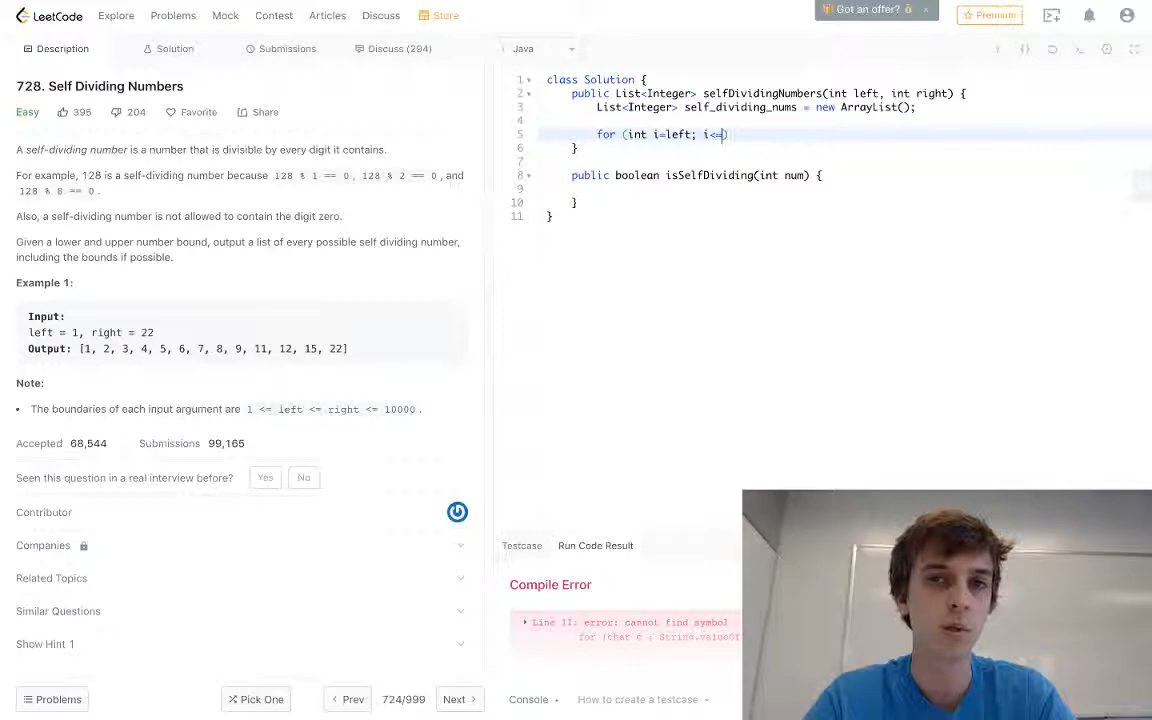 LeetCode Explore Problems Mock Contest Articles Discuss Store Got an offer? Premium
Description Solution Submissions Discuss (294) Java
728. Self Dividing Numbers
Easy 395 204 Favorite Share
A self-dividing number is a number that is divisible by every digit it contains.
For example, 128 is a self-dividing number because 128 % 1 == 0, 128 % 2 == 0, and
128 % 8 == 0.
Also, a self-dividing number is not allowed to contain the digit zero.
Given a lower and upper number bound, output a list of every possible self dividing number,
including the bounds if possible.
Example 1:
Input:
left = 1, right = 22
Output: [1, 2, 3, 4, 5, 6, 7, 8, 9, 11, 12, 15, 22]
Note:
• The boundaries of each input argument are 1 <= left <= right <= 10000.
Accepted 68,544 Submissions 99,165
Seen this question in a real interview before? Yes No
Contributor
Companies
Related Topics
Similar Questions
Show Hint 1
Problems Pick One Prev 724/999 Next
1 class Solution {
2 public List<Integer> selfDividingNumbers(int left, int right) {
3 List<Integer> self_dividing_nums = new ArrayList();
4
5 for (int i=left; i<=)
6 }
7
8 public boolean isSelfDividing(int num) {
9
10 }
11 }
Testcase Run Code Result
Compile Error
Line 11: error: cannot find symbol
for (char c : String.valueOf
Console How to create a testcase